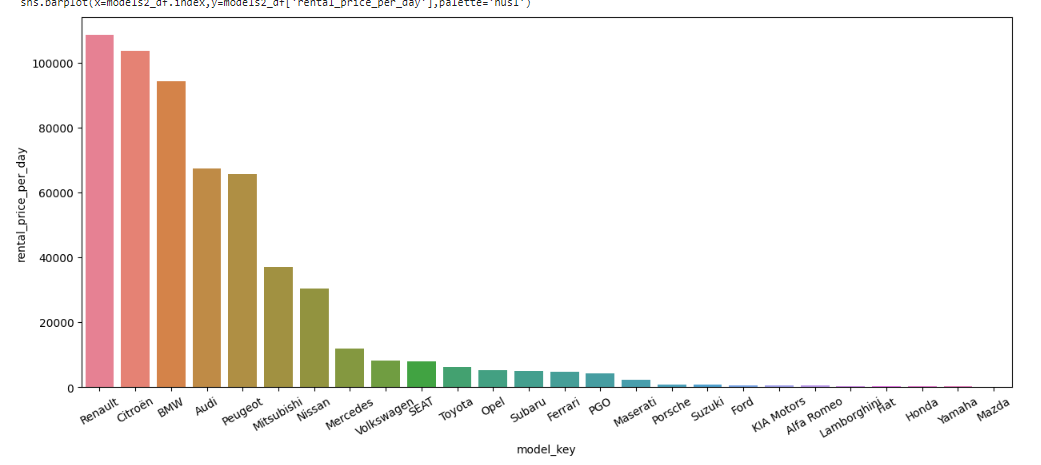 sns.barplot(x=models2_df.index,y=models2_df['rental_price_per_day'],palette='husl')
100000
80000
60000
40000
20000
0
rental_price_per_day
Renault Citroën BMW Audi Peugeot Mitsubishi Nissan Mercedes Volkswagen SEAT Toyota Opel Subaru Ferrari PGO Maserati Porsche Suzuki Ford KIA Motors Alfa Romeo Lamborghini Fiat Honda Yamaha Mazda
model_key